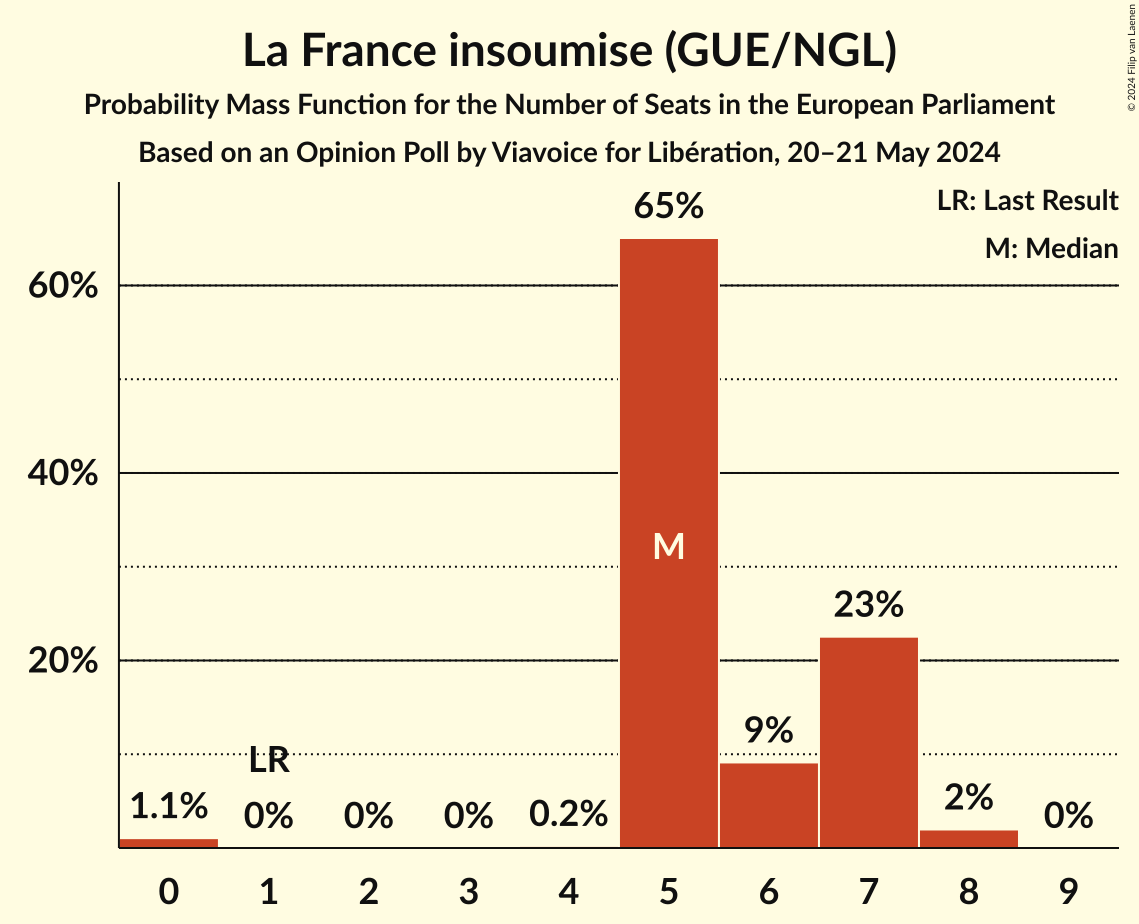 La France insoumise (GUE/NGL)
Probability Mass Function for the Number of Seats in the European Parliament
Based on an Opinion Poll by Viavoice for Libération, 20–21 May 2024
© 2024 Filip van Laenen
LR: Last Result
M: Median
60%
40%
20%
1.1%
LR
0%
0%
0%
0.2%
65%
M
9%
23%
2%
0%
0 1 2 3 4 5 6 7 8 9